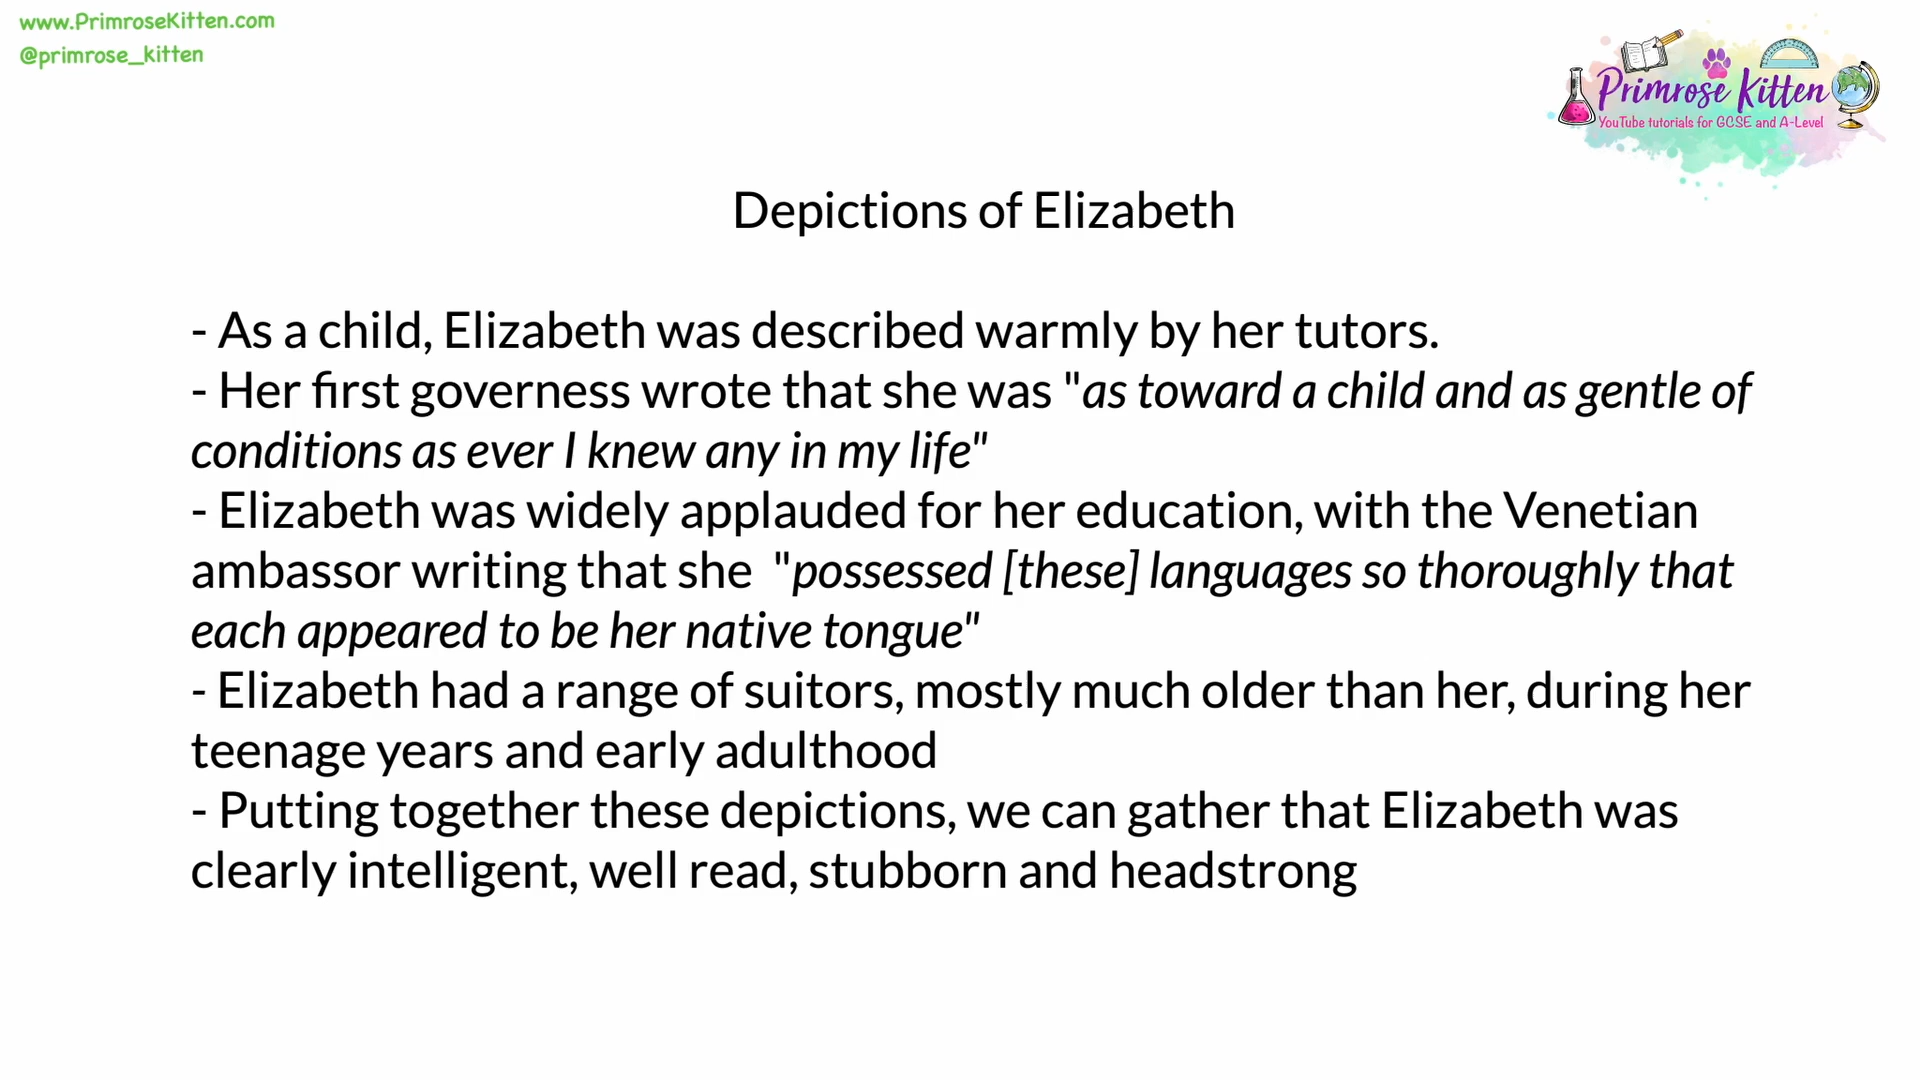 www.PrimroseKitten.com
@primrose_kitten
Primrose Kitten
YouTube tutorials for GCSE and A-Level
Depictions of Elizabeth
- As a child, Elizabeth was described warmly by her tutors.
- Her first governess wrote that she was "as toward a child and as gentle of
conditions as ever I knew any in my life"
- Elizabeth was widely applauded for her education, with the Venetian
ambassor writing that she  "possessed [these] languages so thoroughly that
each appeared to be her native tongue"
- Elizabeth had a range of suitors, mostly much older than her, during her
teenage years and early adulthood
- Putting together these depictions, we can gather that Elizabeth was
clearly intelligent, well read, stubborn and headstrong